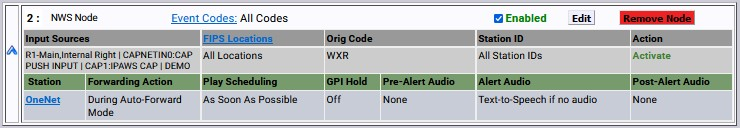 2 : NWS Node Event Codes: All Codes Enabled Edit Remove Node
Input Sources FIPS Locations Orig Code Station ID Action
R1-Main,Internal Right | CAPNETIN0:CAP All Locations WXR All Station IDs Activate
PUSH INPUT | CAP1:IPAWS CAP | DEMO
Station Forwarding Action Play Scheduling GPI Hold Pre-Alert Audio Alert Audio Post-Alert Audio
OneNet During Auto-Forward As Soon As Possible Off None Text-to-Speech if no audio None
Mode